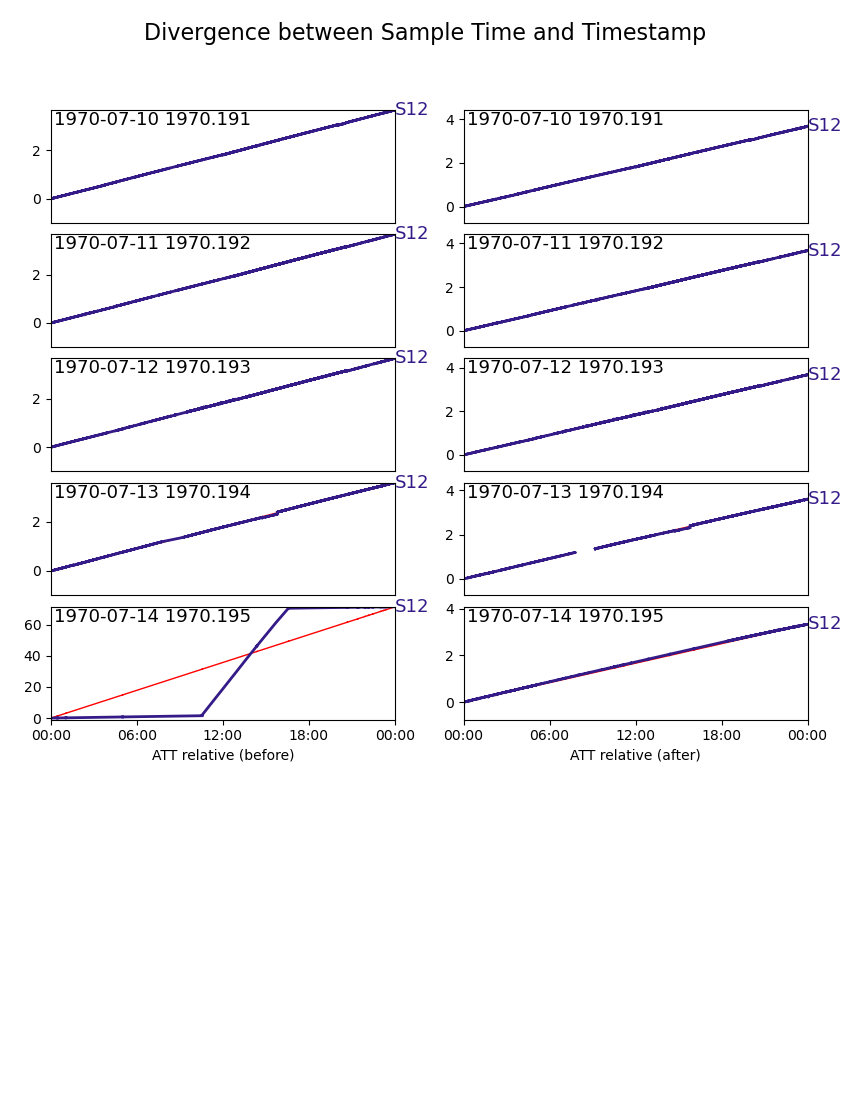 Divergence between Sample Time and Timestamp
1970-07-10 1970.191
S12
2
0
1970-07-10 1970.191
S12
4
2
0
1970-07-11 1970.192
S12
2
0
1970-07-11 1970.192
S12
4
2
0
1970-07-12 1970.193
S12
2
0
1970-07-12 1970.193
S12
4
2
0
1970-07-13 1970.194
S12
2
0
1970-07-13 1970.194
S12
4
2
0
1970-07-14 1970.195
S12
60
40
20
0
00:00 06:00 12:00 18:00 00:00
ATT relative (before)
1970-07-14 1970.195
S12
4
2
0
00:00 06:00 12:00 18:00 00:00
ATT relative (after)